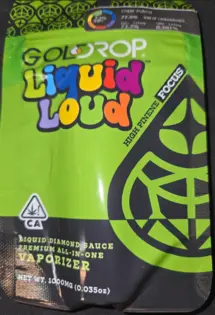 GOLDDROP
Liquid
Loud
HIGH PINENE FOCUS
CA
LIQUID DIAMOND SAUCE
PREMIUM ALL-IN-ONE
VAPORIZER
NET WT. 1000MG (0.035oz)